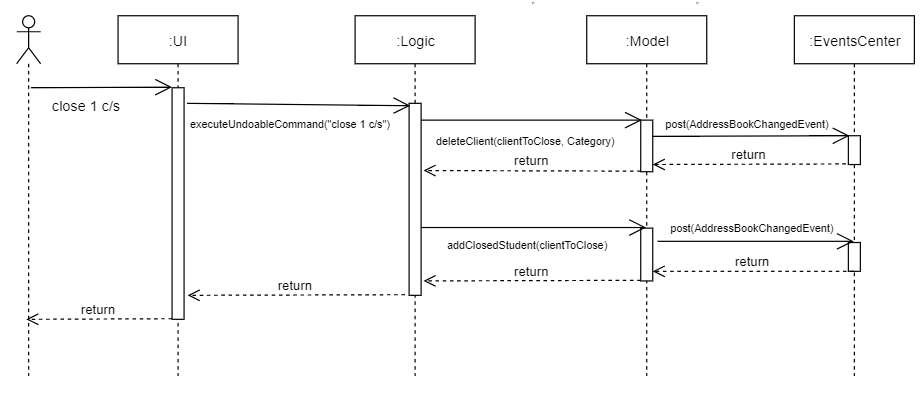 :UI
:Logic
:Model
:EventsCenter
close 1 c/s
executeUndoableCommand("close 1 c/s")
post(AddressBookChangedEvent)
deleteClient(clientToClose, Category)
return
return
post(AddressBookChangedEvent)
addClosedStudent(clientToClose)
return
return
return
return